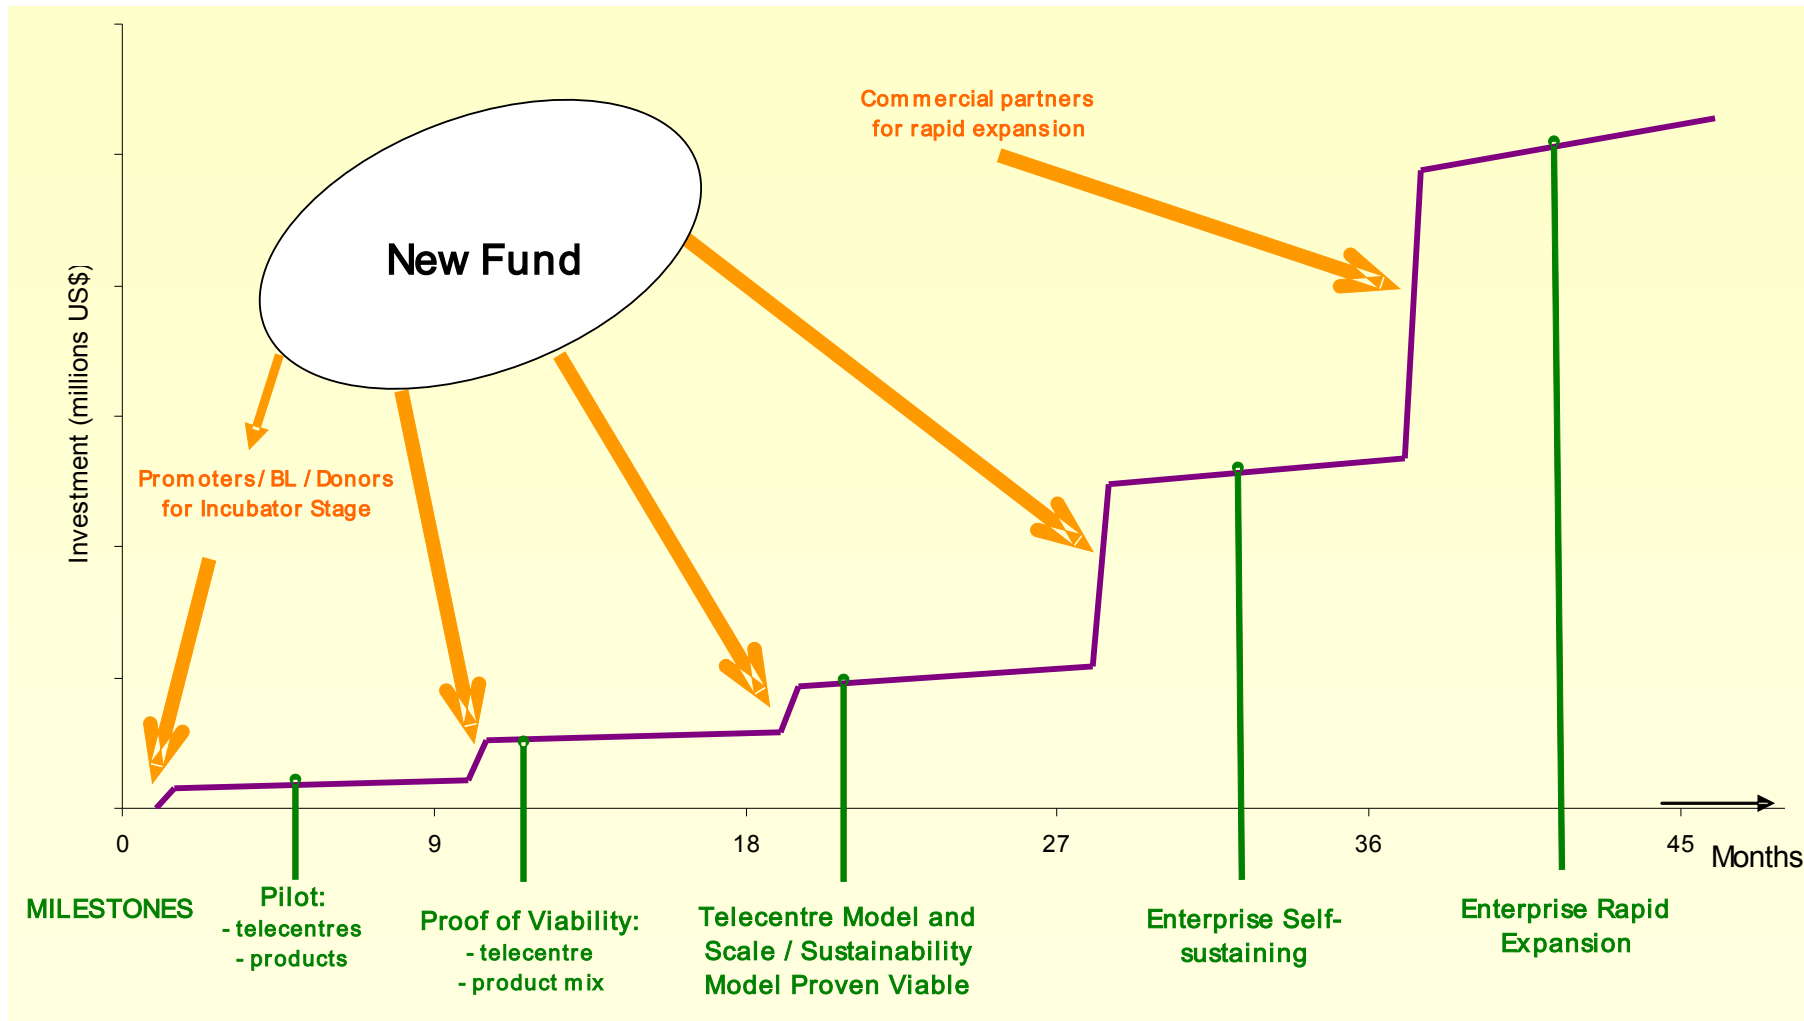 Commercial partners
for rapid expansion
New Fund
Investment (millions US$)
Promoters/ BL / Donors
for Incubator Stage
0 9 18 27 36 45
Months
MILESTONES
Pilot:
- telecentres
- products
Proof of Viability:
- telecentre
- product mix
Telecentre Model and
Scale / Sustainability
Model Proven Viable
Enterprise Self-
sustaining
Enterprise Rapid
Expansion